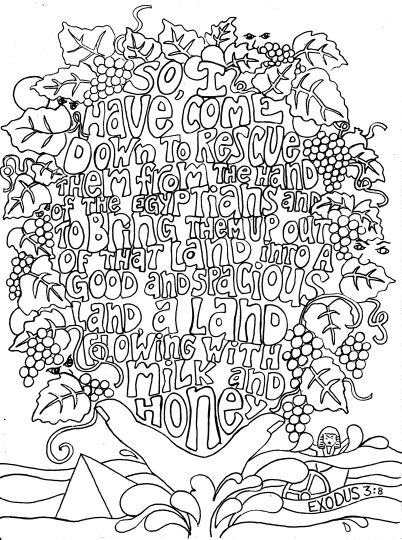 So, I
Have Come
Down to Rescue
Them from the Hand
of the Egyptians and
to Bring Them up out
of that Land into a
Good and Spacious
Land, a Land
flowing with
Milk and
Honey
EXODUS 3:8